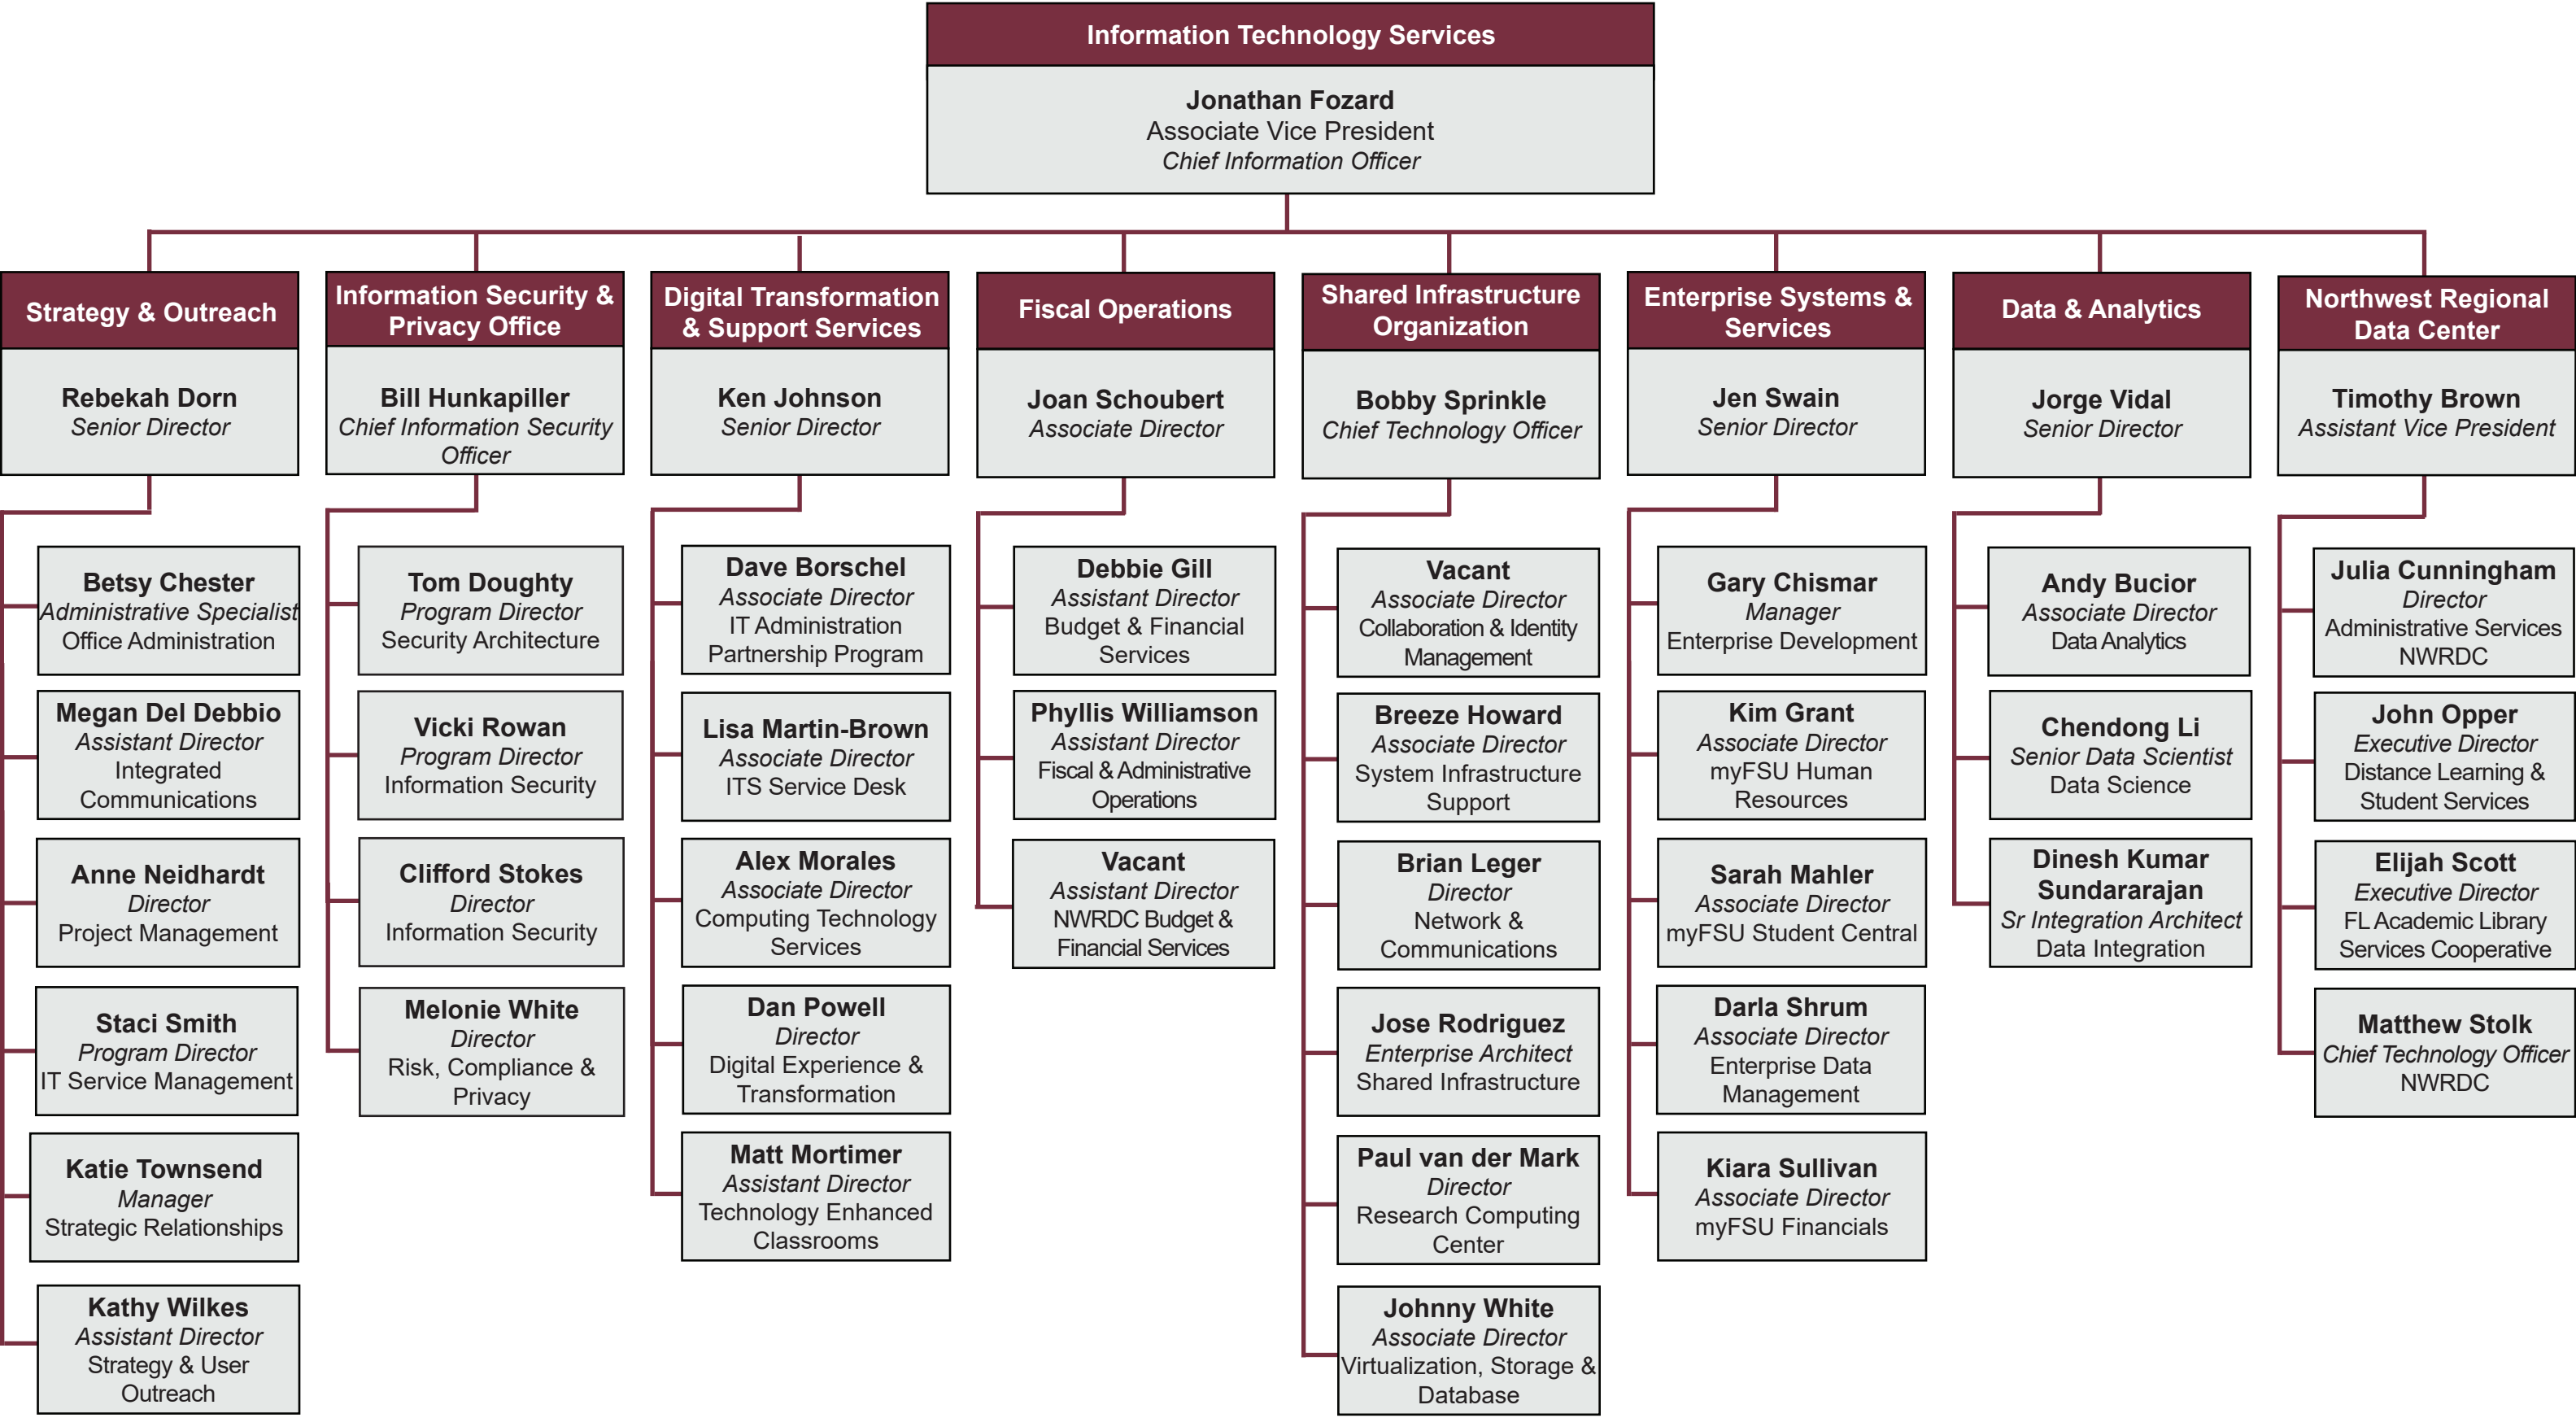 Information Technology Services
Jonathan Fozard
Associate Vice President
Chief Information Officer
Strategy & Outreach
Rebekah Dorn
Senior Director
Betsy Chester
Administrative Specialist
Office Administration
Megan Del Debbio
Assistant Director
Integrated
Communications
Anne Neidhardt
Director
Project Management
Staci Smith
Program Director
IT Service Management
Katie Townsend
Manager
Strategic Relationships
Kathy Wilkes
Assistant Director
Strategy & User
Outreach
Information Security &
Privacy Office
Bill Hunkapiller
Chief Information Security
Officer
Tom Doughty
Program Director
Security Architecture
Vicki Rowan
Program Director
Information Security
Clifford Stokes
Director
Information Security
Melonie White
Director
Risk, Compliance &
Privacy
Digital Transformation
& Support Services
Ken Johnson
Senior Director
Dave Borschel
Associate Director
IT Administration
Partnership Program
Lisa Martin-Brown
Associate Director
ITS Service Desk
Alex Morales
Associate Director
Computing Technology
Services
Dan Powell
Director
Digital Experience &
Transformation
Matt Mortimer
Assistant Director
Technology Enhanced
Classrooms
Fiscal Operations
Joan Schoubert
Associate Director
Debbie Gill
Assistant Director
Budget & Financial
Services
Phyllis Williamson
Assistant Director
Fiscal & Administrative
Operations
Vacant
Assistant Director
NWRDC Budget &
Financial Services
Shared Infrastructure
Organization
Bobby Sprinkle
Chief Technology Officer
Vacant
Associate Director
Collaboration & Identity
Management
Breeze Howard
Associate Director
System Infrastructure
Support
Brian Leger
Director
Network &
Communications
Jose Rodriguez
Enterprise Architect
Shared Infrastructure
Paul van der Mark
Director
Research Computing
Center
Johnny White
Associate Director
Virtualization, Storage &
Database
Enterprise Systems &
Services
Jen Swain
Senior Director
Gary Chismar
Manager
Enterprise Development
Kim Grant
Associate Director
myFSU Human
Resources
Sarah Mahler
Associate Director
myFSU Student Central
Darla Shrum
Associate Director
Enterprise Data
Management
Kiara Sullivan
Associate Director
myFSU Financials
Data & Analytics
Jorge Vidal
Senior Director
Andy Bucior
Associate Director
Data Analytics
Chendong Li
Senior Data Scientist
Data Science
Dinesh Kumar
Sundararajan
Sr Integration Architect
Data Integration
Northwest Regional
Data Center
Timothy Brown
Assistant Vice President
Julia Cunningham
Director
Administrative Services
NWRDC
John Opper
Executive Director
Distance Learning &
Student Services
Elijah Scott
Executive Director
FL Academic Library
Services Cooperative
Matthew Stolk
Chief Technology Officer
NWRDC